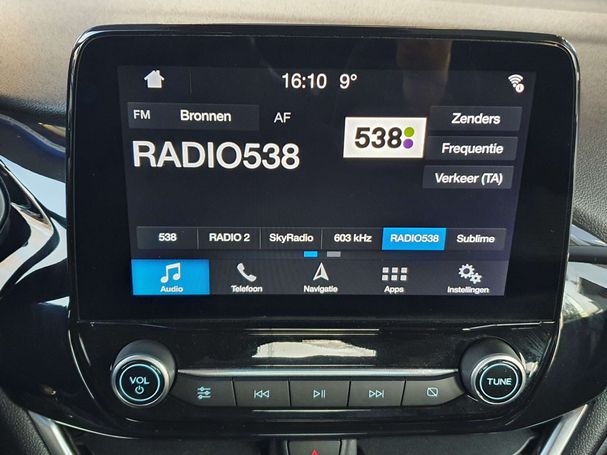 16:10 9°
FM Bronnen AF
538
Zenders
Frequentie
Verkeer (TA)
RADIO538
538 RADIO 2 SkyRadio 603 kHz RADIO538 Sublime
Audio Telefoon Navigatie Apps Instellingen
VOL TUNE